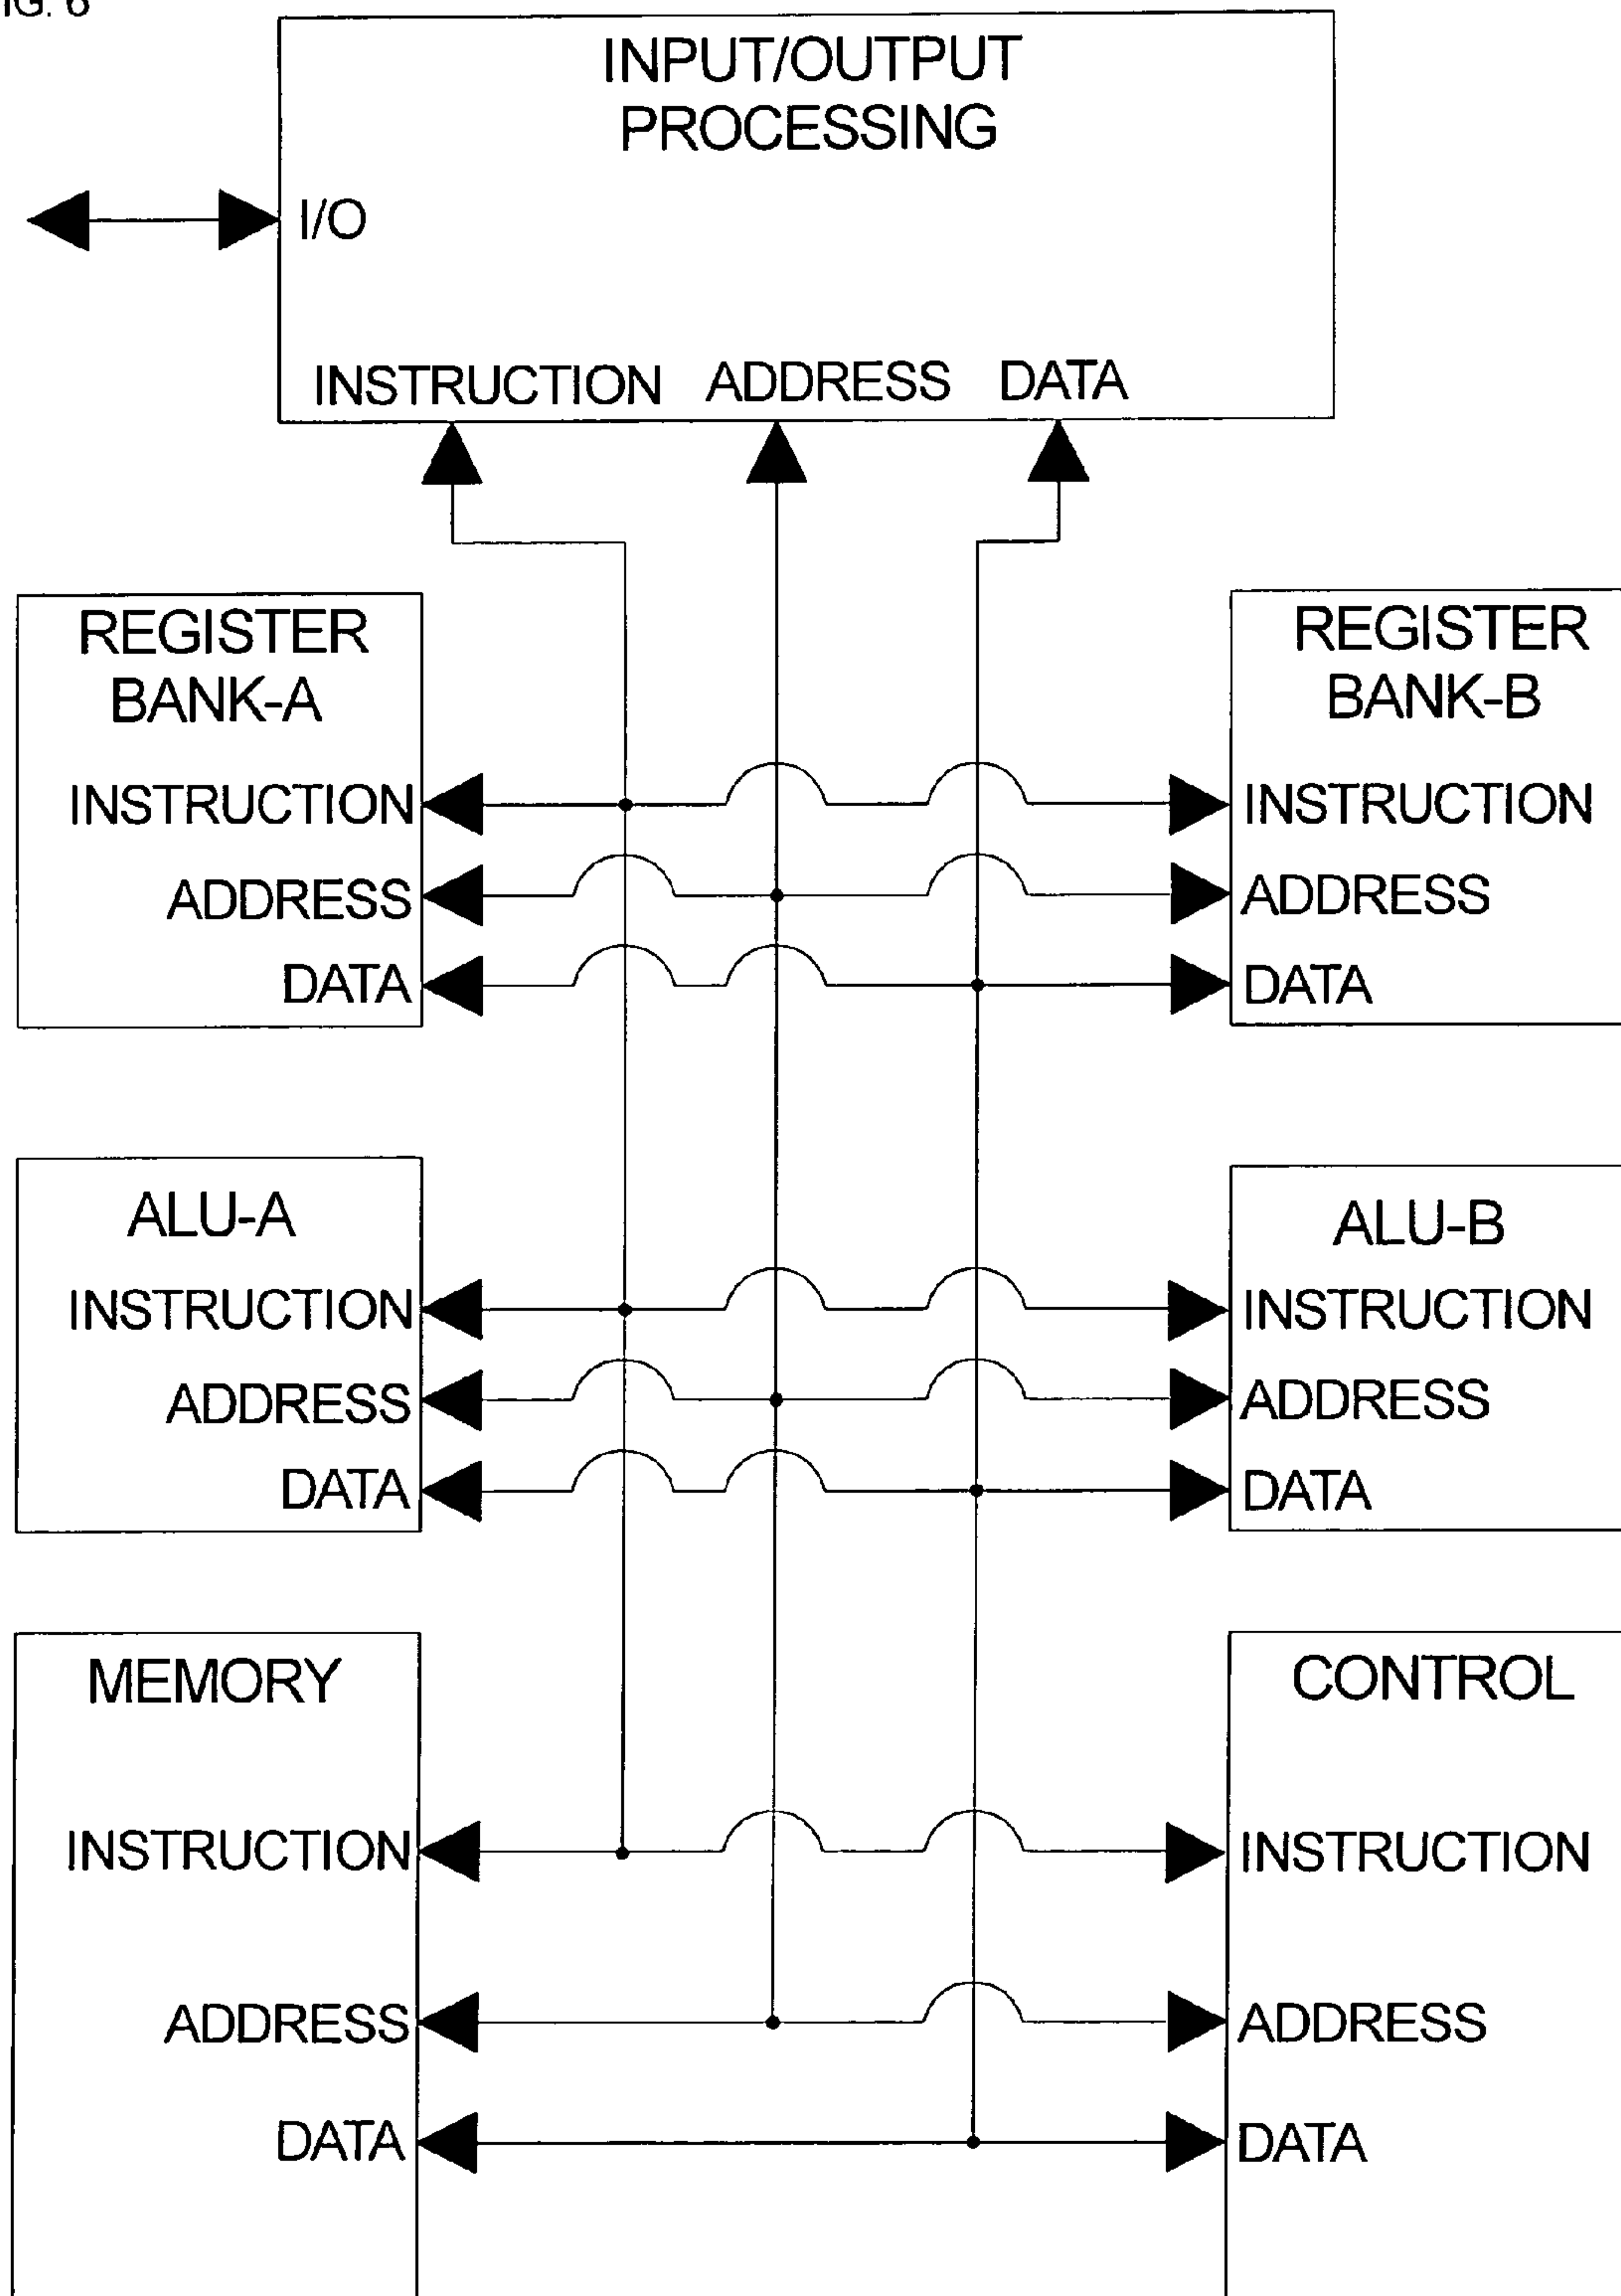 INPUT/OUTPUT
PROCESSING
I/O
INSTRUCTION ADDRESS DATA
REGISTER
BANK-A
INSTRUCTION
ADDRESS
DATA
REGISTER
BANK-B
INSTRUCTION
ADDRESS
DATA
ALU-A
INSTRUCTION
ADDRESS
DATA
ALU-B
INSTRUCTION
ADDRESS
DATA
MEMORY
INSTRUCTION
ADDRESS
DATA
CONTROL
INSTRUCTION
ADDRESS
DATA